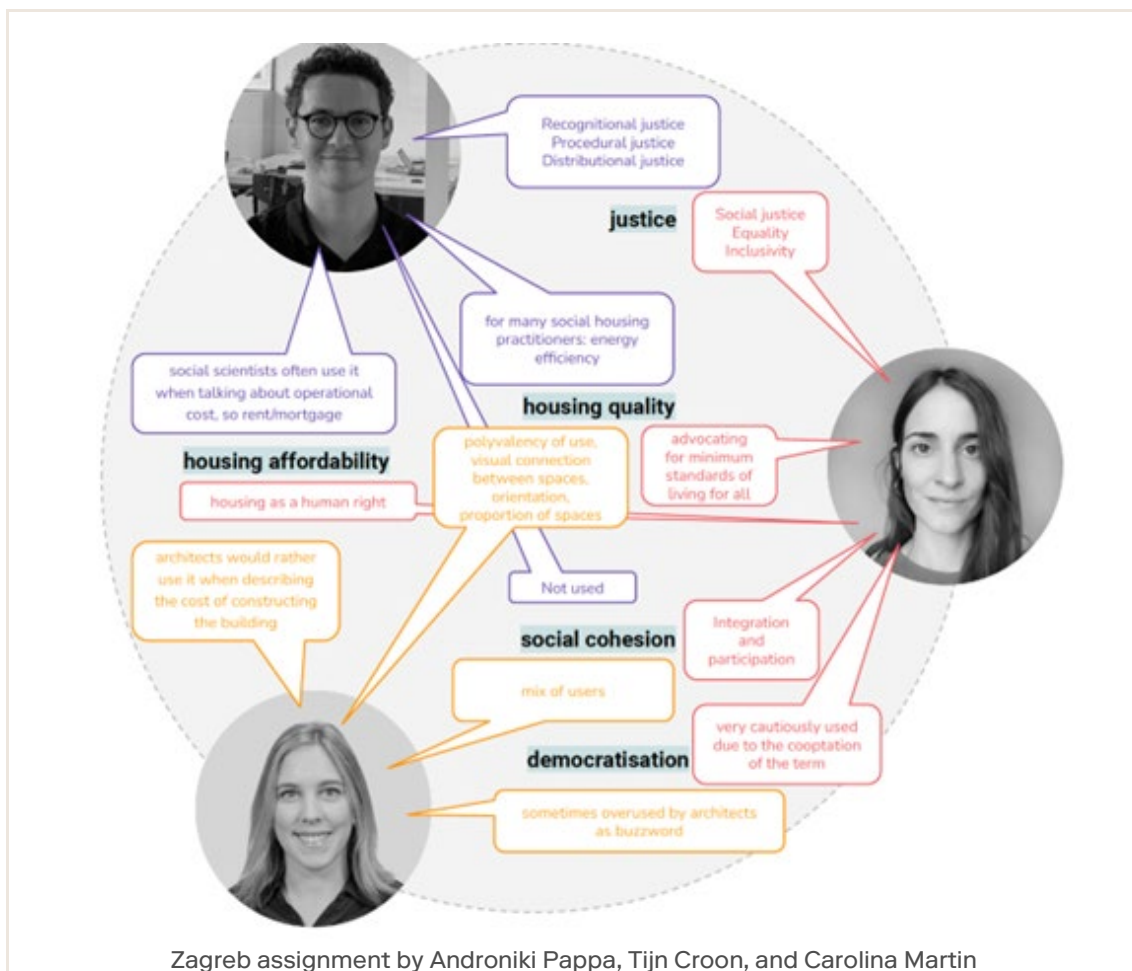 Recognitional justice
Procedural justice
Distributional justice
justice
Social justice
Equality
Inclusivity
for many social housing
practitioners: energy
efficiency
social scientists often use it
when talking about operational
cost, so rent/mortgage
housing quality
polyvalency of use,
visual connection
between spaces,
orientation,
proportion of spaces
advocating
for minimum
standards of
living for all
housing affordability
housing as a human right
architects would rather
use it when describing
the cost of constructing
the building
Not used
social cohesion
Integration
and
participation
mix of users
democratisation
very cautiously used
due to the cooptation
of the term
sometimes overused by architects
as buzzword
Zagreb assignment by Androniki Pappa, Tijn Croon, and Carolina Martin